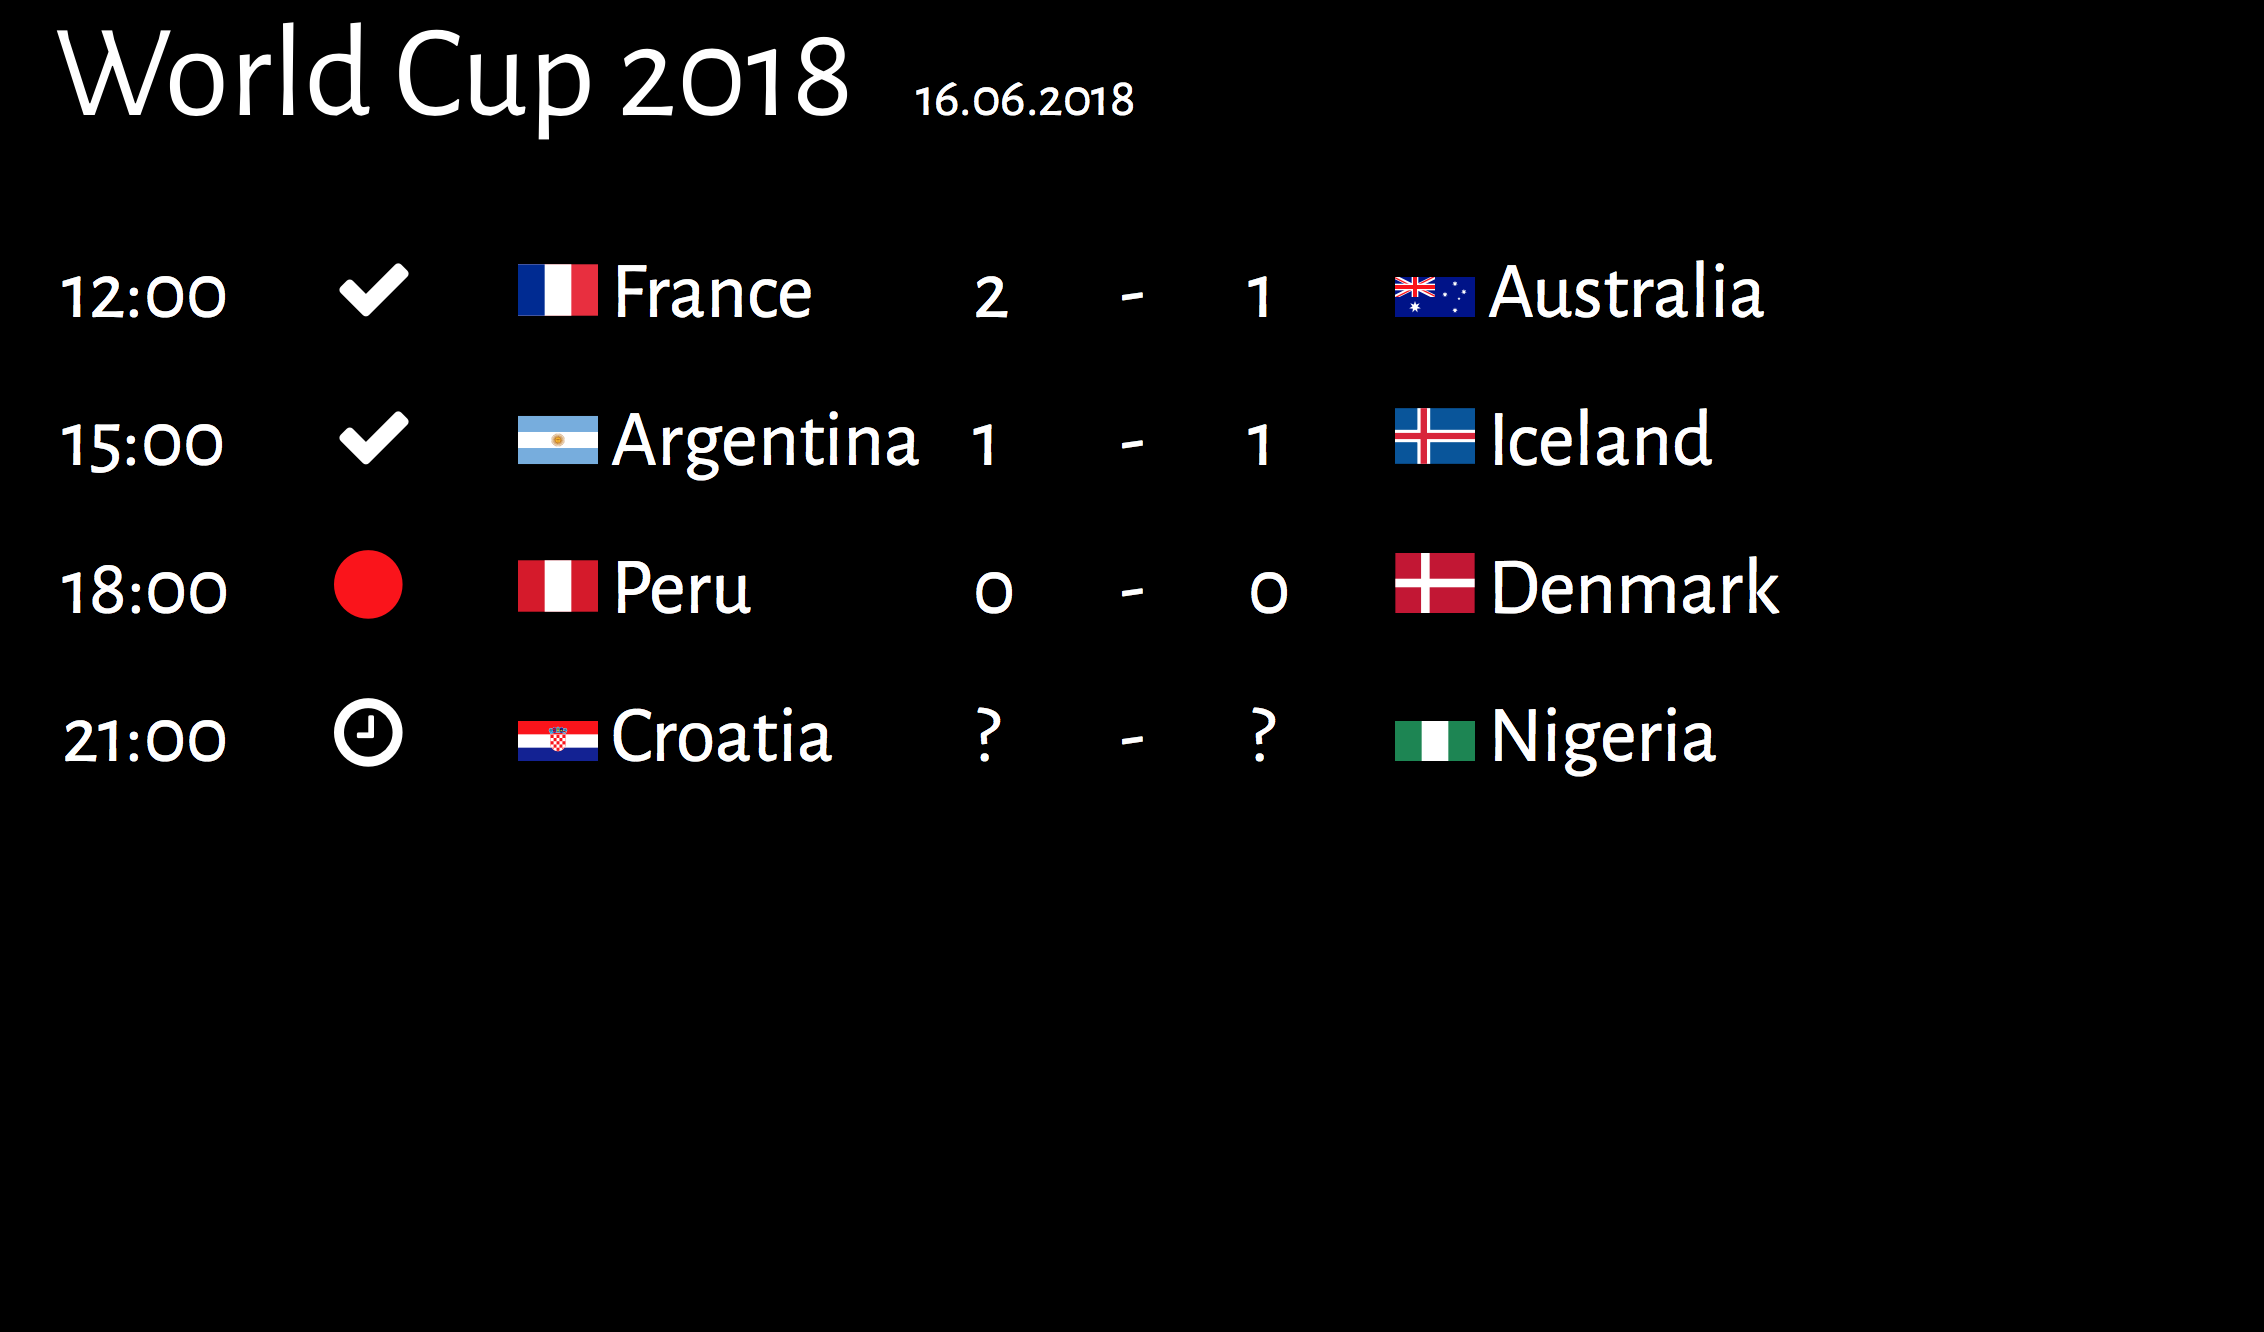 World Cup 2018 16.06.2018
12:00 France 2 - 1 Australia
15:00 Argentina 1 - 1 Iceland
18:00 Peru 0 - 0 Denmark
21:00 Croatia ? - ? Nigeria